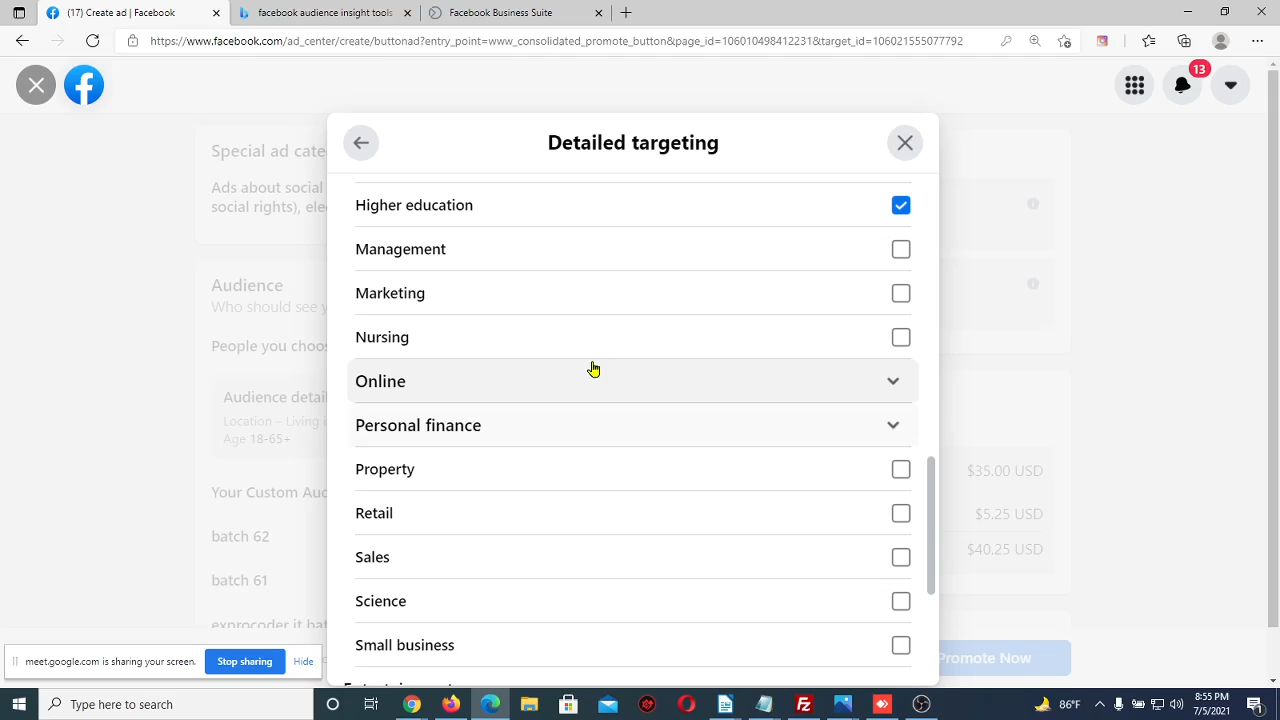 (17) Create ad | Facebook
facebook business suite
Facebook Business Suite
https://www.facebook.com/ad_center/create/buttonad?entry_point=www_consolidated_promote_button&page_id=106010498412231&target_id=106021555077792
13
Detailed targeting
Special ad cate
Ads about social
social rights), ele
Audience
Who should see y
People you choos
Audience detail
Location – Living
Age 18-65+
Your Custom Aud
batch 62
batch 61
exprocoder it bat
Higher education
Management
Marketing
Nursing
Online
Personal finance
Property
Retail
Sales
Science
Small business
$35.00 USD
$5.25 USD
$40.25 USD
Promote Now
meet.google.com is sharing your screen.
Stop sharing
Hide
Type here to search
86°F
8:55 PM
7/5/2021